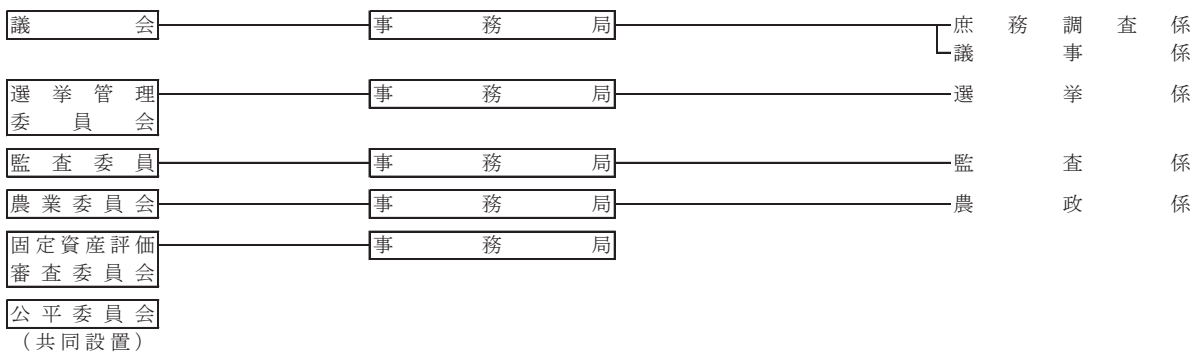 議会 事務局 庶務調査係
議事係
選挙管理 事務局 選挙係
委員会
監査委員 事務局 監査係
農業委員会 事務局 農政係
固定資産評価 事務局
審査委員会
公平委員会
（共同設置）